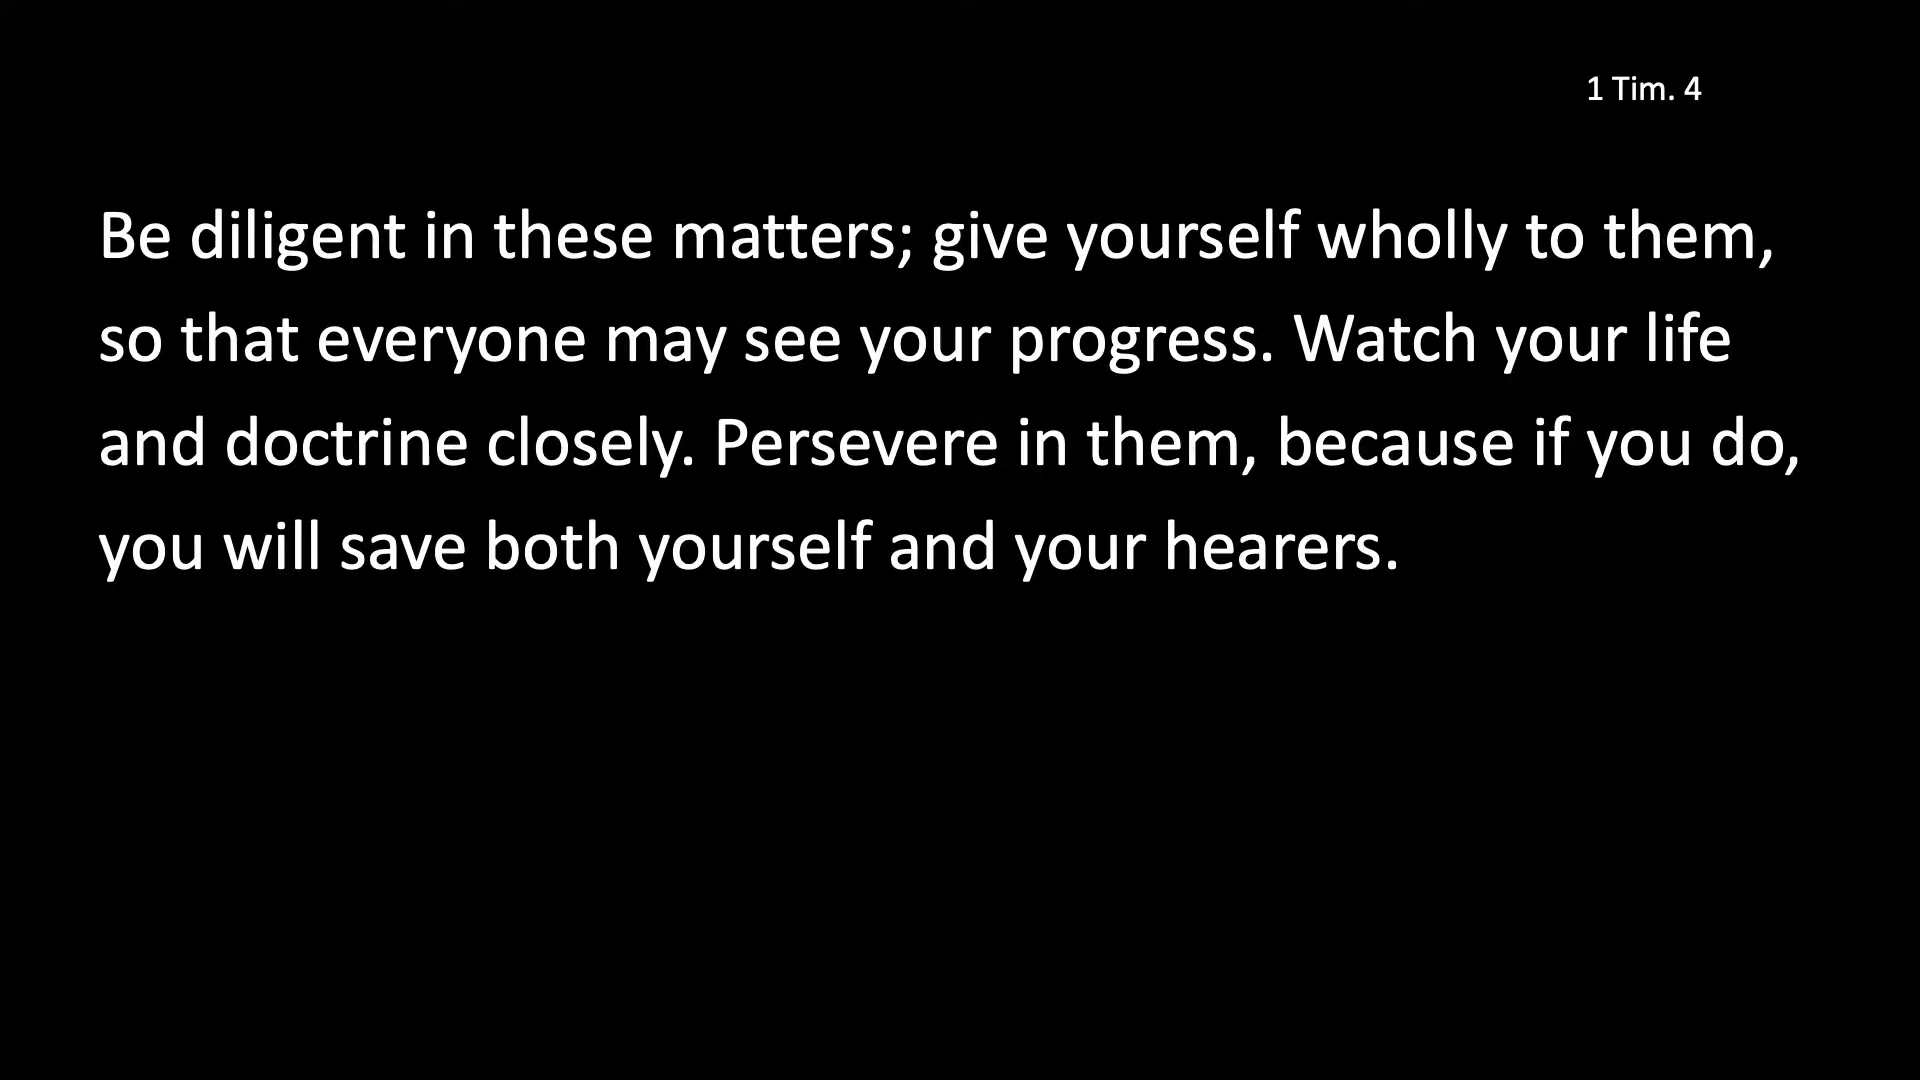 1 Tim. 4
Be diligent in these matters; give yourself wholly to them,
so that everyone may see your progress. Watch your life
and doctrine closely. Persevere in them, because if you do,
you will save both yourself and your hearers.